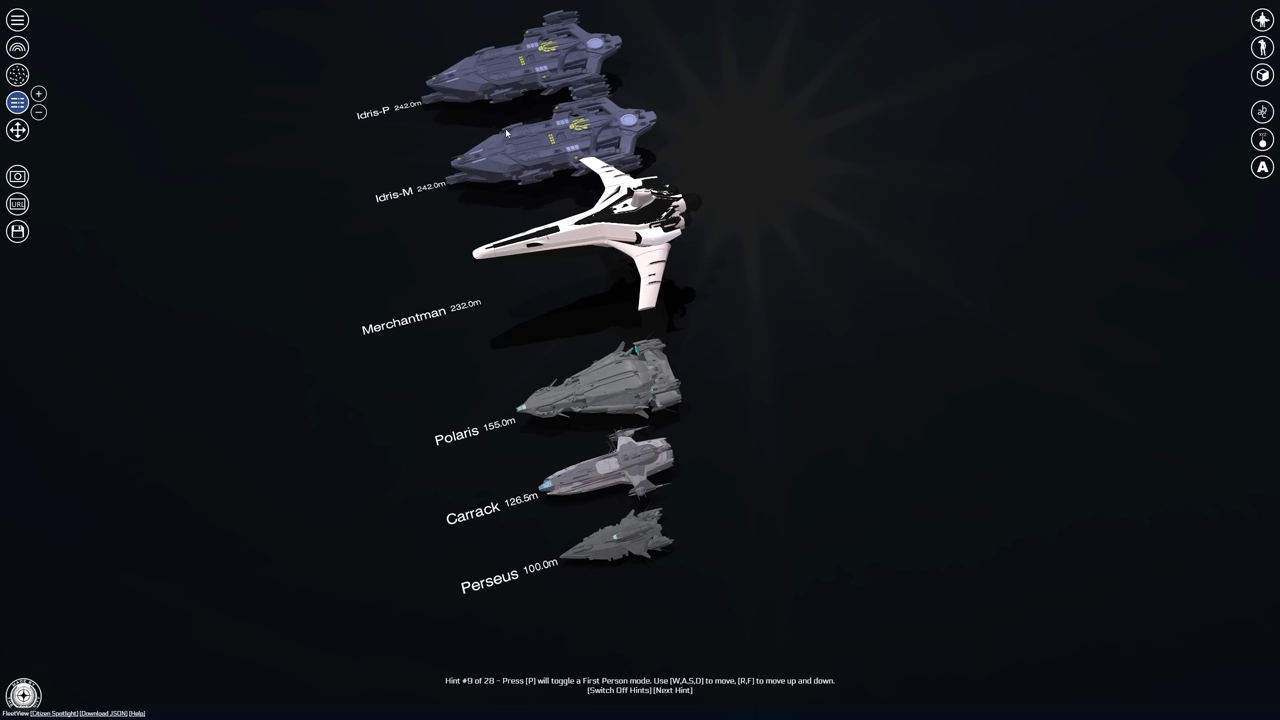 URL
A
Idris-P 242.0m
Idris-M 242.0m
Merchantman 232.0m
Polaris 155.0m
Carrack 126.5m
Perseus 100.0m
Hint #9 of 28 - Press [P] will toggle a First Person mode. Use [W,A,S,D] to move, [R,F] to move up and down.
[Switch Off Hints] [Next Hint]
FleetView [Citizen Spotlight] [Download JSON] [Help]